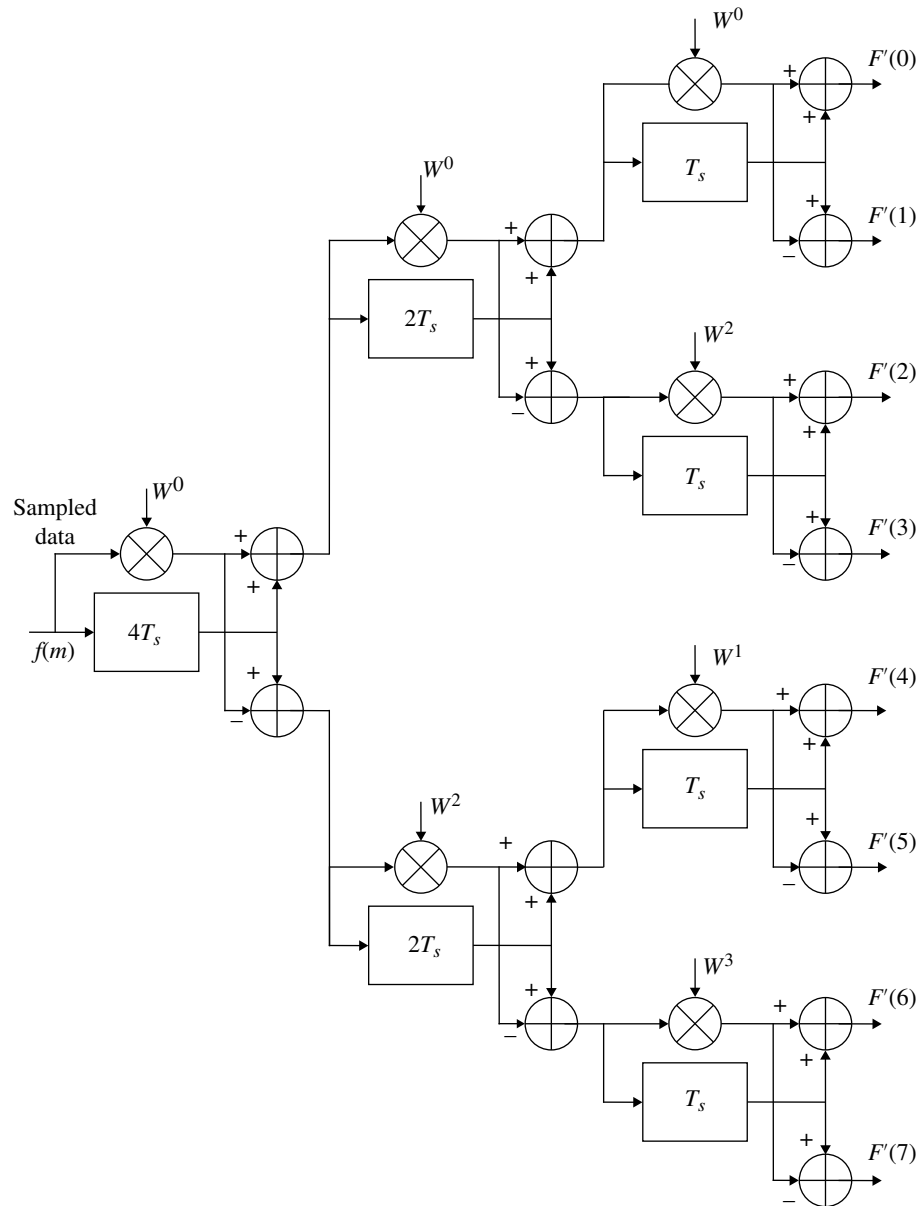 W⁰
F′(0)
+
+
Tₛ
W⁰
+
F′(1)
+
−
+
2Tₛ
W²
F′(2)
+
+
−
+
Tₛ
W⁰
Sampled
data
+
F′(3)
+
−
+
4Tₛ
f(m)
W¹
F′(4)
+
+
−
+
Tₛ
W²
+
F′(5)
+
−
+
2Tₛ
W³
F′(6)
+
+
−
+
Tₛ
+
F′(7)
−